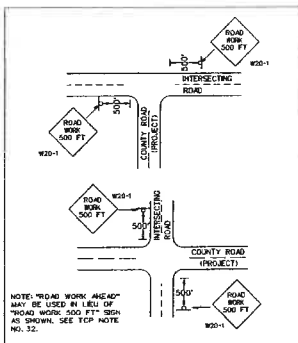 ROAD
WORK
500 FT
W20-1
500'
INTERSECTING
ROAD
500'
ROAD
WORK
500 FT
W20-1
COUNTY ROAD
(PROJECT)
ROAD
WORK
500 FT
W20-1
500'
INTERSECTING
ROAD
COUNTY ROAD
(PROJECT)
500'
ROAD
WORK
500 FT
W20-1
NOTE: "ROAD WORK AHEAD"
MAY BE USED IN LIEU OF
"ROAD WORK 500 FT" SIGN
AS SHOWN. SEE TCP NOTE
NO. 32.